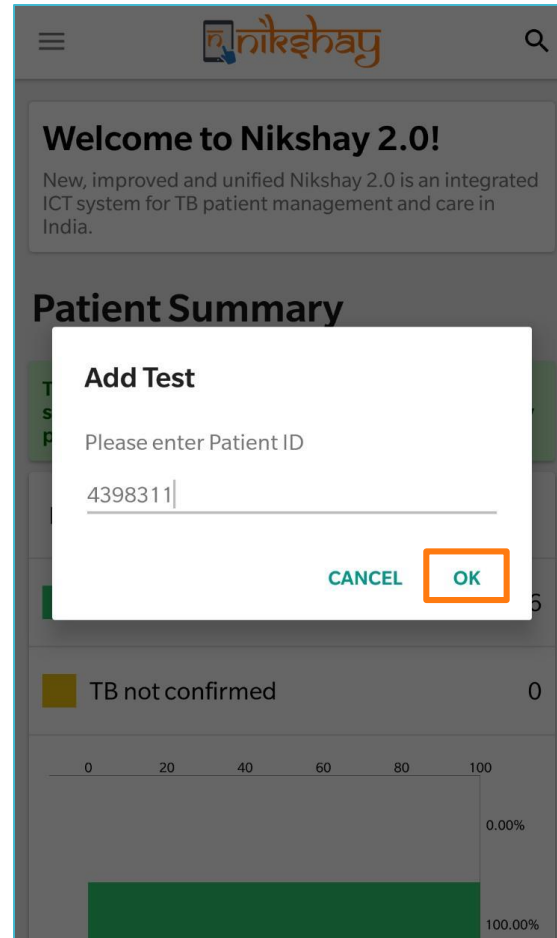 नि nikshay
Welcome to Nikshay 2.0!
New, improved and unified Nikshay 2.0 is an integrated
ICT system for TB patient management and care in
India.
Patient Summary
T
s
p
Add Test
Please enter Patient ID
4398311
CANCEL OK
6
TB not confirmed 0
0 20 40 60 80 100
0.00%
100.00%